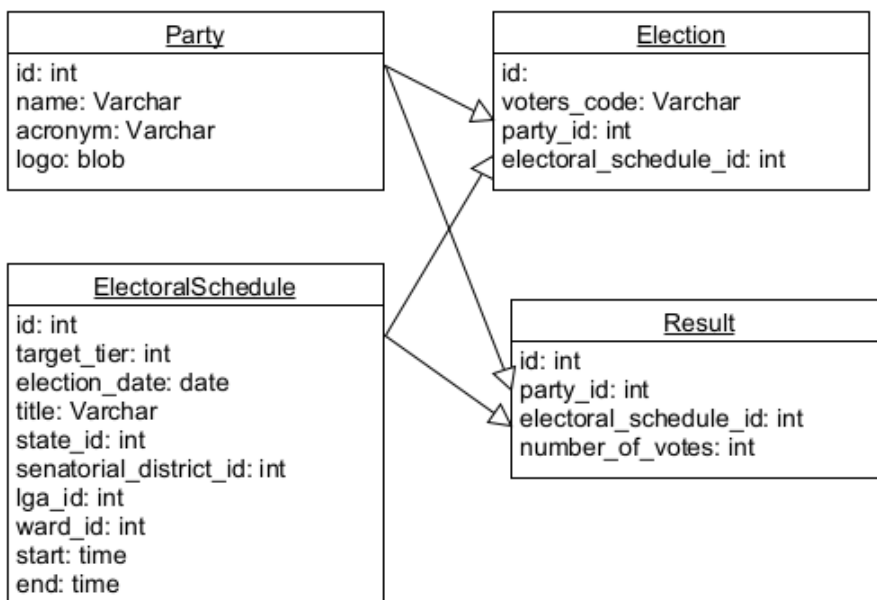 Party
id: int
name: Varchar
acronym: Varchar
logo: blob
Election
id:
voters_code: Varchar
party_id: int
electoral_schedule_id: int
ElectoralSchedule
id: int
target_tier: int
election_date: date
title: Varchar
state_id: int
senatorial_district_id: int
lga_id: int
ward_id: int
start: time
end: time
Result
id: int
party_id: int
electoral_schedule_id: int
number_of_votes: int